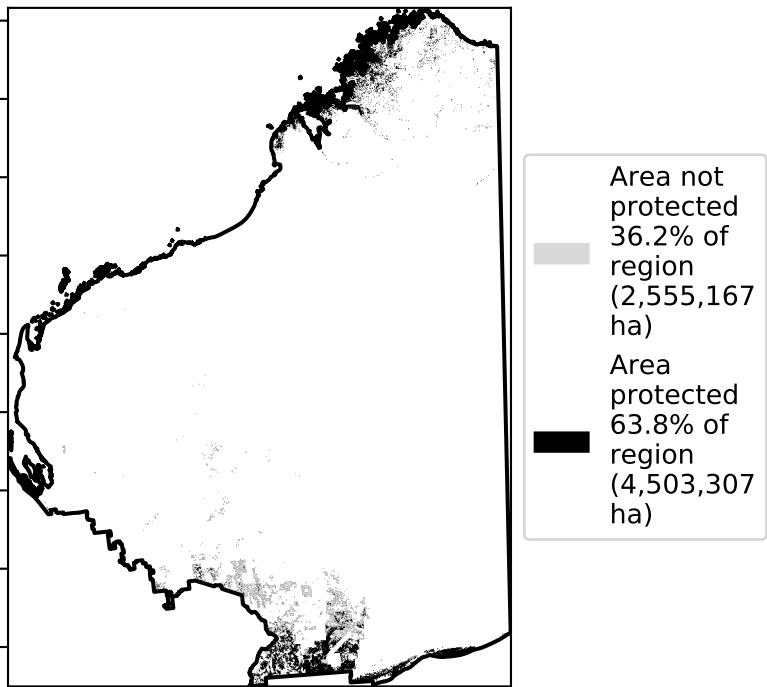 Area not
protected
36.2% of
region
(2,555,167
ha)
Area
protected
63.8% of
region
(4,503,307
ha)